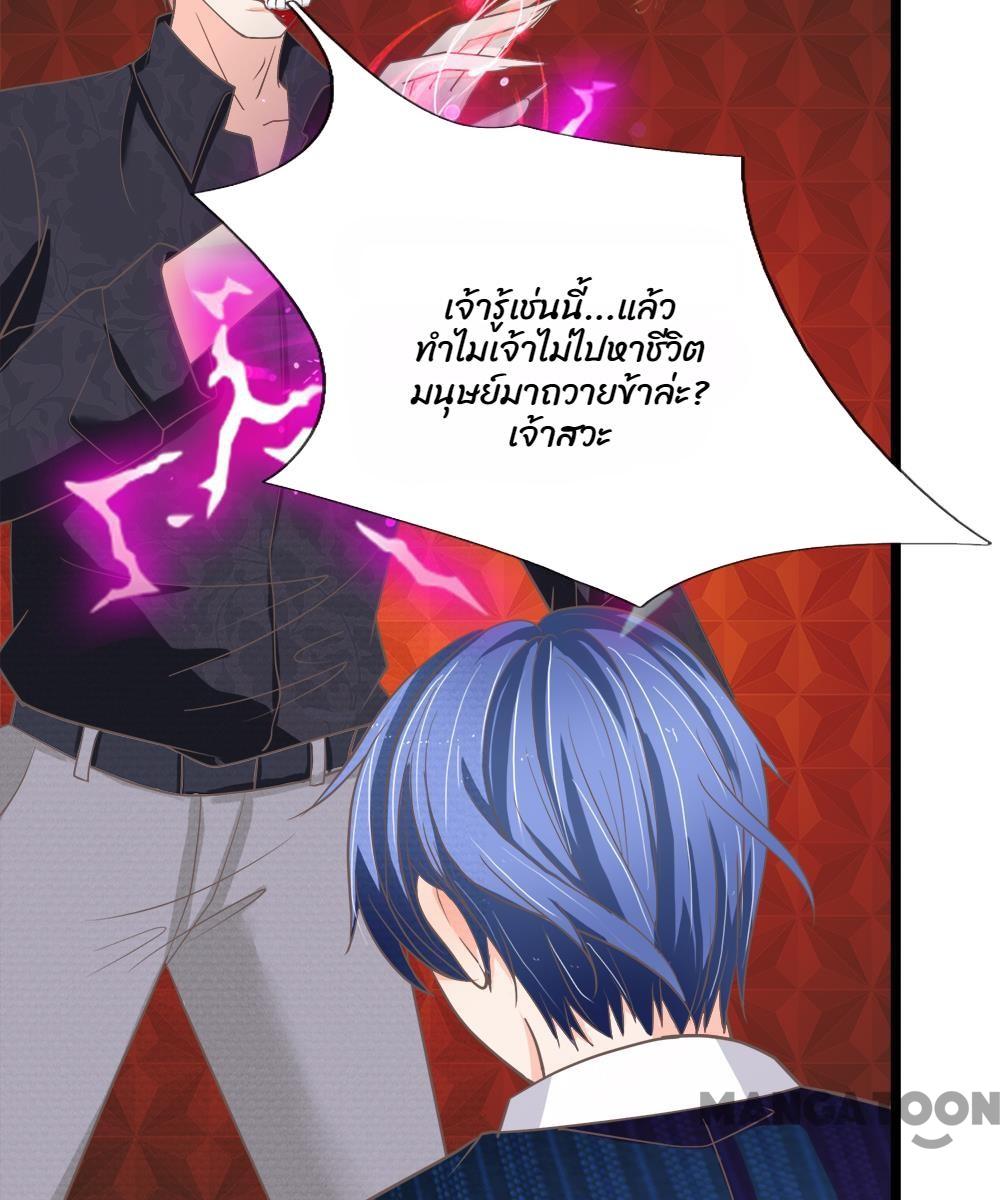 เจ้ารู้เช่นนี้...แล้ว
ทำไมเจ้าไม่ไปหาชีวิต
มนุษย์มาถวายข้าล่ะ?
เจ้าสวะ
MANGATOON